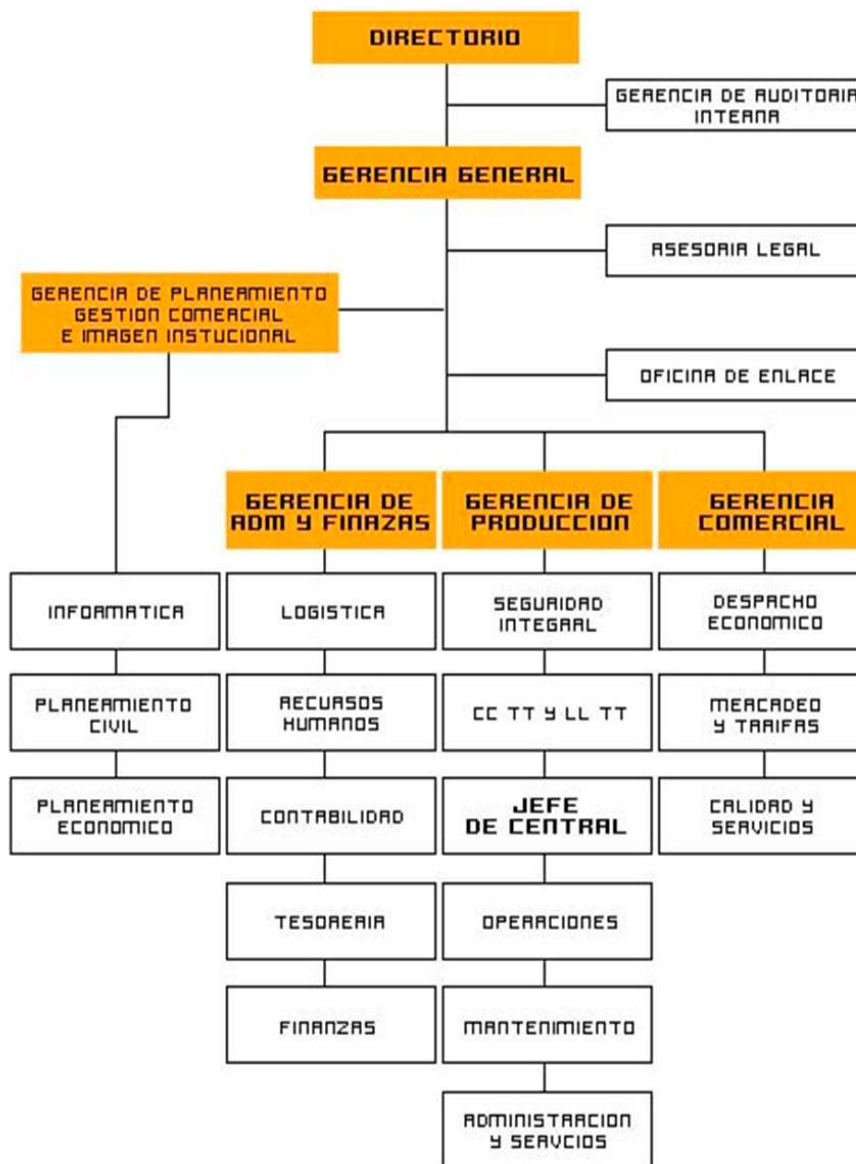 DIRECTORIO
GERENCIA DE AUDITORIA
INTERNA
GERENCIA GENERAL
ASESORIA LEGAL
GERENCIA DE PLANEAMIENTO
GESTION COMERCIAL
E IMAGEN INSTUCIONAL
OFICINA DE ENLACE
GERENCIA DE
ADM Y FINAZAS
GERENCIA DE
PRODUCCION
GERENCIA
COMERCIAL
INFORMATICA
LOGISTICA
SEGURIDAD
INTEGRAL
DESPACHO
ECONOMICO
PLANEAMIENTO
CIVIL
RECURSOS
HUMANOS
CC TT Y LL TT
MERCADEO
Y TARIFAS
PLANEAMIENTO
ECONOMICO
CONTABILIDAD
JEFE
DE CENTRAL
CALIDAD Y
SERVICIOS
TESORERIA
OPERACIONES
FINANZAS
MANTENIMIENTO
ADMINISTRACION
Y SERVCIOS